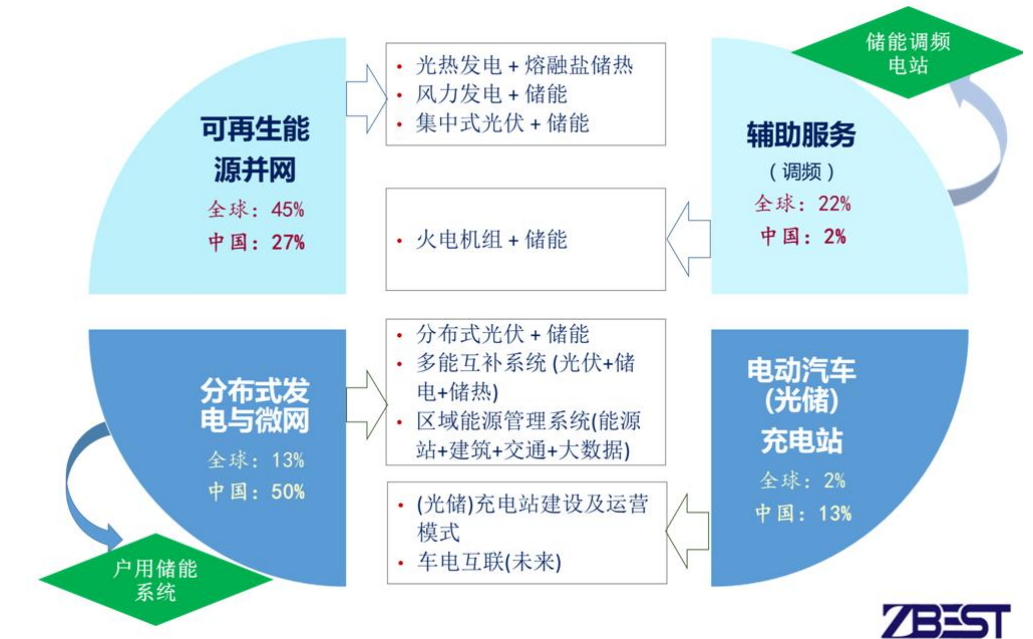 可再生能
源并网
全球：45%
中国：27%
• 光热发电 + 熔融盐储热
• 风力发电 + 储能
• 集中式光伏 + 储能
储能调频
电站
辅助服务
（调频）
全球：22%
中国：2%
• 火电机组 + 储能
分布式发
电与微网
全球：13%
中国：50%
• 分布式光伏 + 储能
• 多能互补系统 (光伏+储
电+储热)
• 区域能源管理系统(能源
站+建筑+交通+大数据)
电动汽车
(光储)
充电站
全球：2%
中国：13%
• (光储)充电站建设及运营
模式
• 车电互联(未来)
户用储能
系统
ZBEST